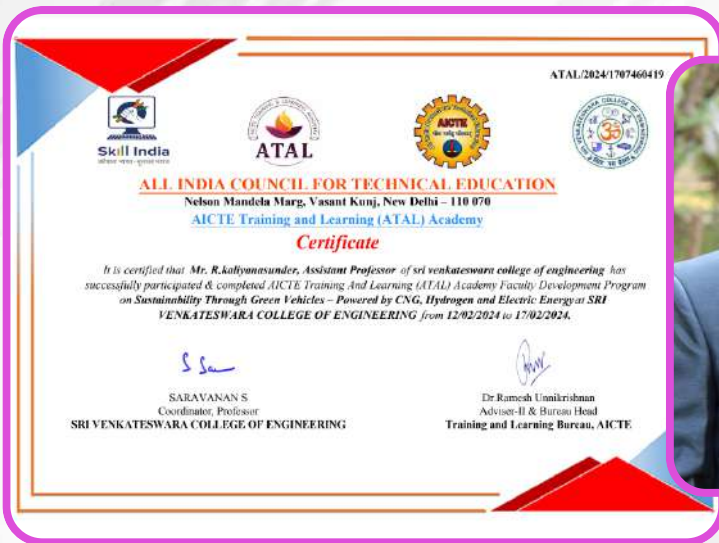 ATAL/2024/1707460419
Skill India
कौशल भारत - कुशल भारत
ATAL
AICTE
ALL INDIA COUNCIL FOR TECHNICAL EDUCATION
Nelson Mandela Marg, Vasant Kunj, New Delhi – 110 070
AICTE Training and Learning (ATAL) Academy
Certificate
It is certified that Mr. R.kaliyanasunder, Assistant Professor of sri venkateswara college of engineering has
successfully participated & completed AICTE Training And Learning (ATAL) Academy Faculty Development Program
on Sustainability Through Green Vehicles – Powered by CNG, Hydrogen and Electric Energyat SRI
VENKATESWARA COLLEGE OF ENGINEERING from 12/02/2024 to 17/02/2024.
SARAVANAN S
Coordinator, Professor
SRI VENKATESWARA COLLEGE OF ENGINEERING
Dr.Ramesh Unnikrishnan
Adviser-II & Bureau Head
Training and Learning Bureau, AICTE